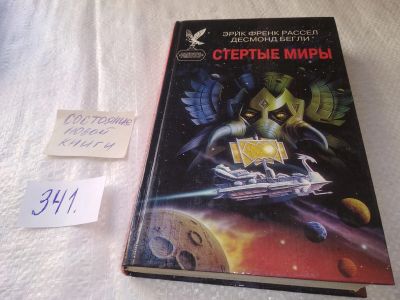 ЭРИК ФРЕНК РАССЕЛ
ДЕСМОНД БЕГЛИ
СТЕРТЫЕ МИРЫ
СОСТОЯНИЕ
НОВОЙ
КНИГИ
341.